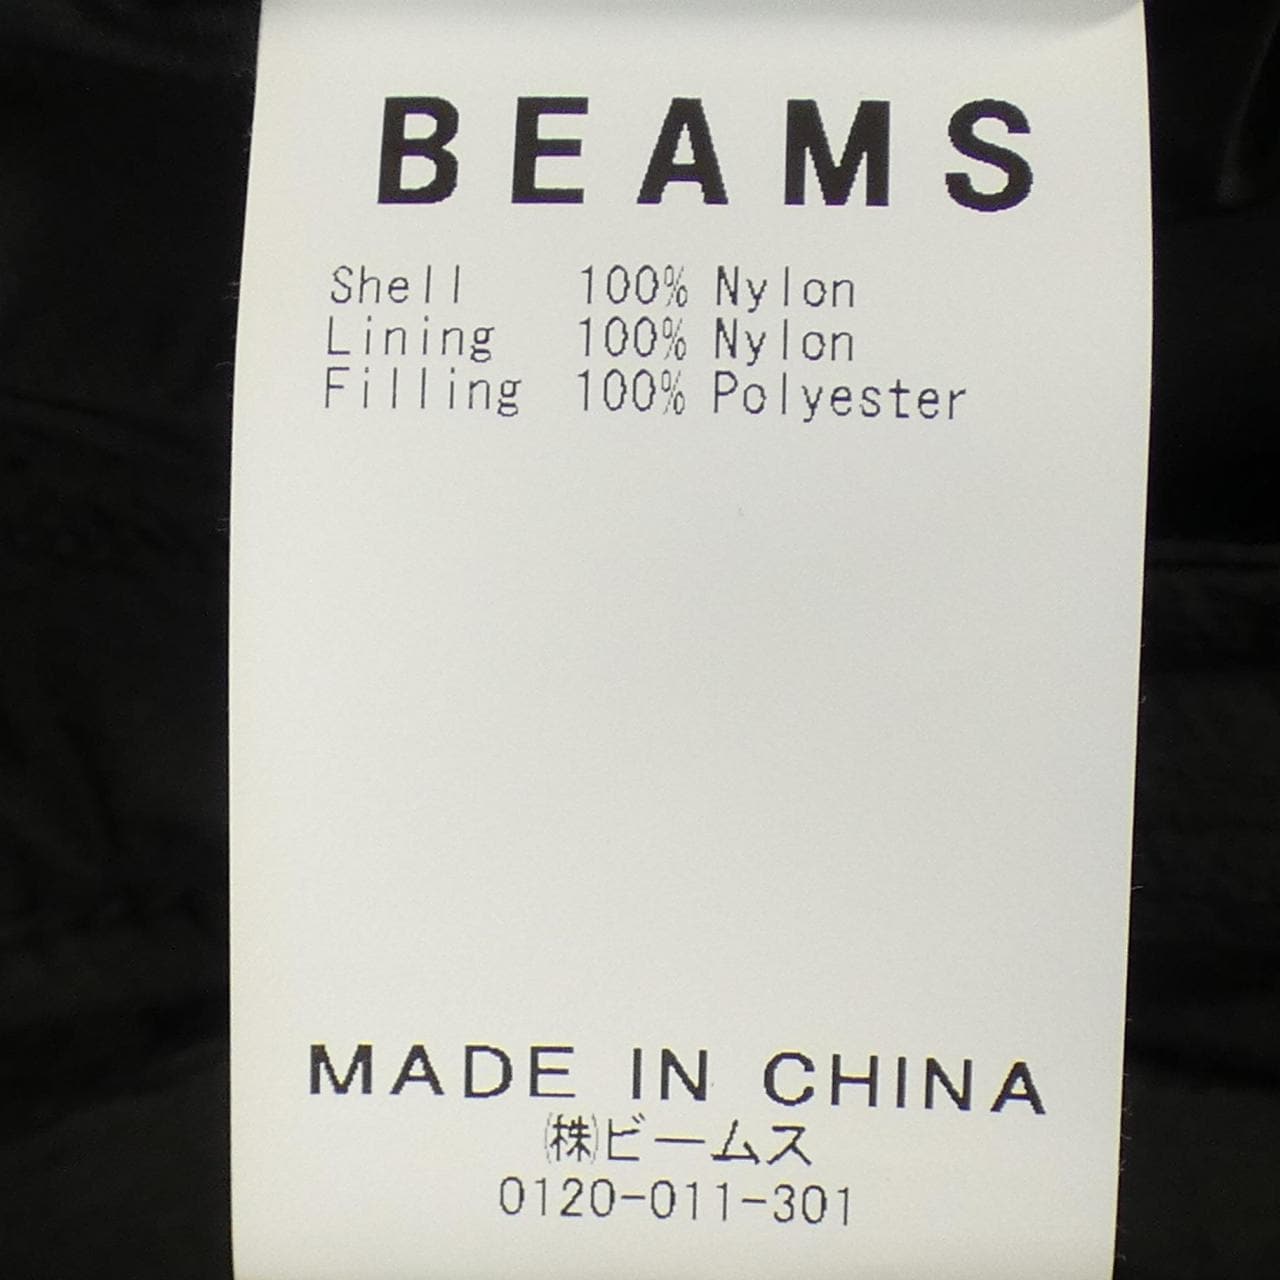 BEAMS
Shell 100% Nylon
Lining 100% Nylon
Filling 100% Polyester
MADE IN CHINA
㈱ビームス
0120-011-301